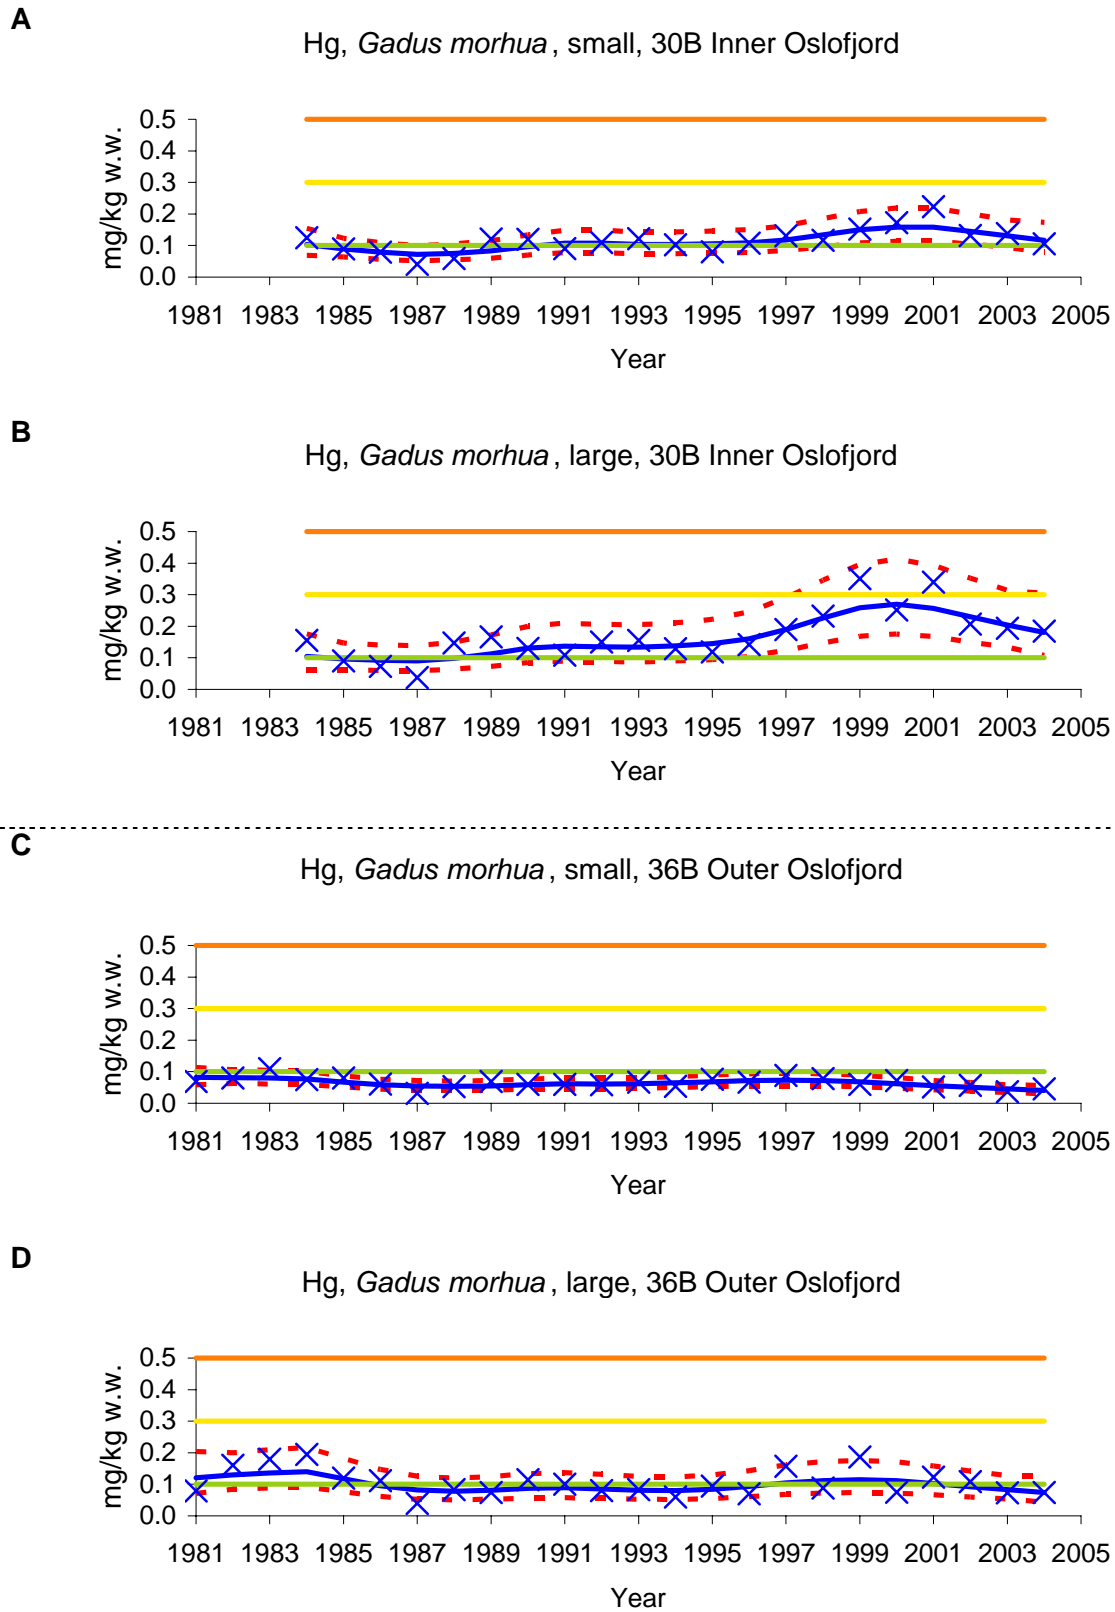 A
Hg, Gadus morhua, small, 30B Inner Oslofjord
mg/kg w.w.
0.5
0.4
0.3
0.2
0.1
0.0
1981 1983 1985 1987 1989 1991 1993 1995 1997 1999 2001 2003 2005
Year
B
Hg, Gadus morhua, large, 30B Inner Oslofjord
mg/kg w.w.
0.5
0.4
0.3
0.2
0.1
0.0
1981 1983 1985 1987 1989 1991 1993 1995 1997 1999 2001 2003 2005
Year
C
Hg, Gadus morhua, small, 36B Outer Oslofjord
mg/kg w.w.
0.5
0.4
0.3
0.2
0.1
0.0
1981 1983 1985 1987 1989 1991 1993 1995 1997 1999 2001 2003 2005
Year
D
Hg, Gadus morhua, large, 36B Outer Oslofjord
mg/kg w.w.
0.5
0.4
0.3
0.2
0.1
0.0
1981 1983 1985 1987 1989 1991 1993 1995 1997 1999 2001 2003 2005
Year